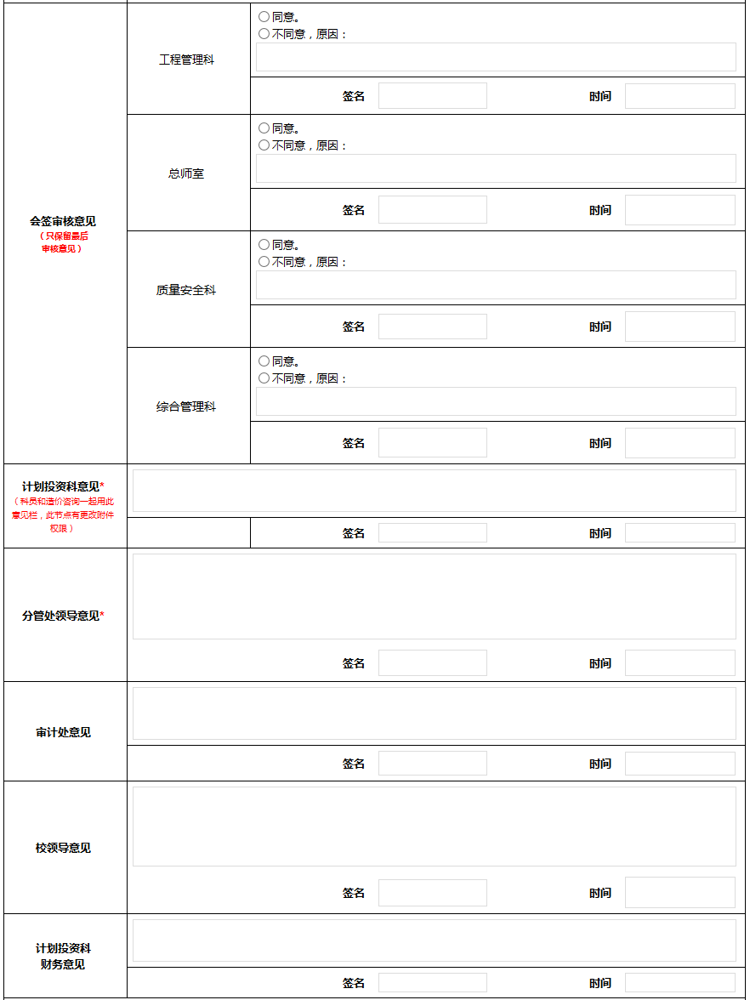 同意。
不同意，原因：
工程管理科
签名 时间
同意。
不同意，原因：
总师室
签名 时间
会签审核意见
（只保留最后
审核意见）
同意。
不同意，原因：
质量安全科
签名 时间
同意。
不同意，原因：
综合管理科
签名 时间
计划投资科意见*
（科员和造价咨询一起用此
意见栏，此节点有更改附件
权限）
签名 时间
分管处领导意见*
签名 时间
审计处意见
签名 时间
校领导意见
签名 时间
计划投资科
财务意见
签名 时间